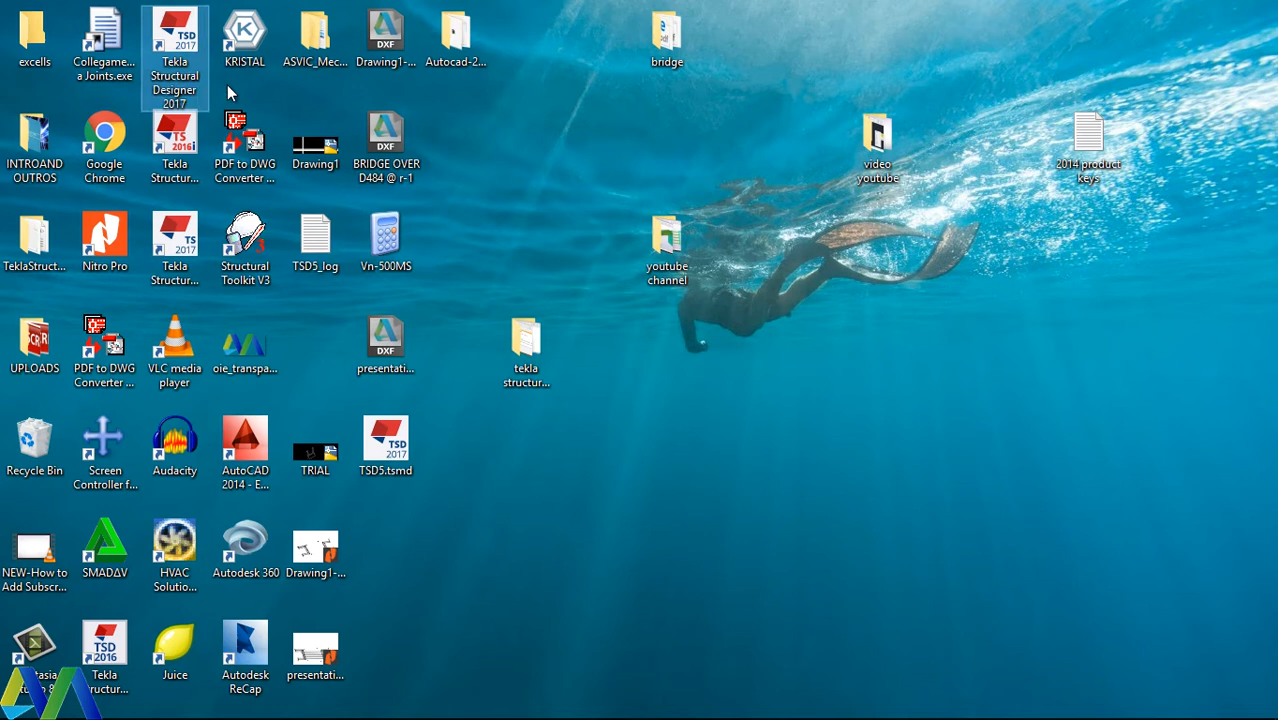 excells
Collegame...
a Joints.exe
TSD
2017
Tekla
Structural
Designer
2017
KRISTAL
ASVIC_Mec...
DXF
Drawing1-...
Autocad-2...
bridge
INTROAND
OUTROS
Google
Chrome
TS
2016i
Tekla
Structur...
PDF to DWG
Converter ...
Drawing1
DXF
BRIDGE OVER
D484 @ r-1
video
youtube
2014 product
keys
TeklaStruct...
Nitro Pro
TS
2017
Tekla
Structur...
3
Structural
Toolkit V3
TSD5_log
Vn-500MS
youtube
channel
UPLOADS
PDF to DWG
Converter ...
VLC media
player
oie_transpa...
DXF
presentati...
tekla
structur...
Recycle Bin
Screen
Controller f...
Audacity
AutoCAD
2014 - E...
TRIAL
TSD
2017
TSD5.tsmd
NEW-How to
Add Subscr...
SMADΔV
HVAC
Solutio...
Autodesk 360
Drawing1-...
TSD
2016
Tekla
Structur...
Juice
Autodesk
ReCap
presentati...